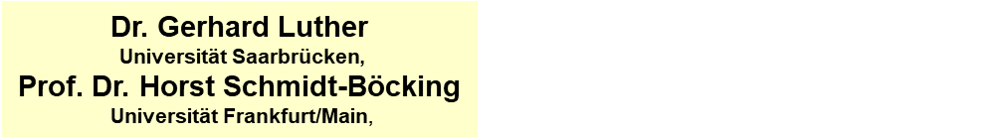 Dr. Gerhard Luther
Universität Saarbrücken,
Prof. Dr. Horst Schmidt-Böcking
Universität Frankfurt/Main,